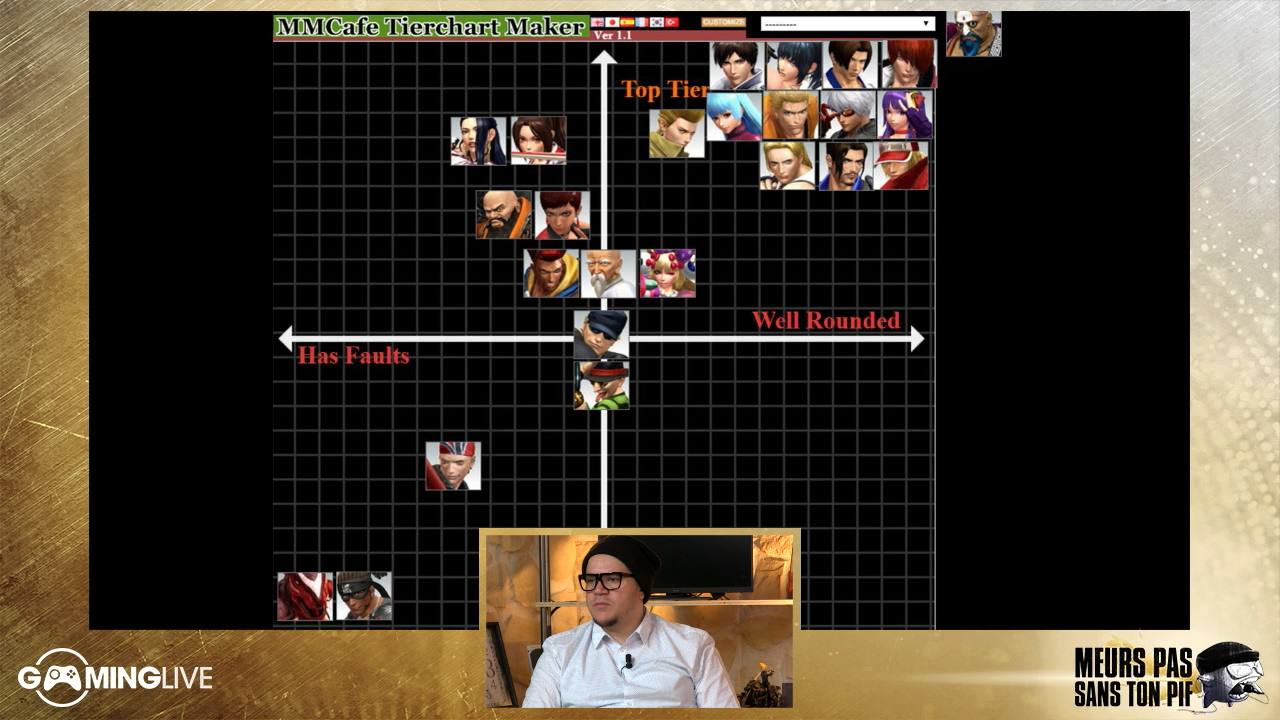 MMCafe Tierchart Maker
Ver 1.1
CUSTOMIZE
---------
Top Tier
Well Rounded
Has Faults
GAMINGLIVE
MEURS PAS
SANS TON PIF